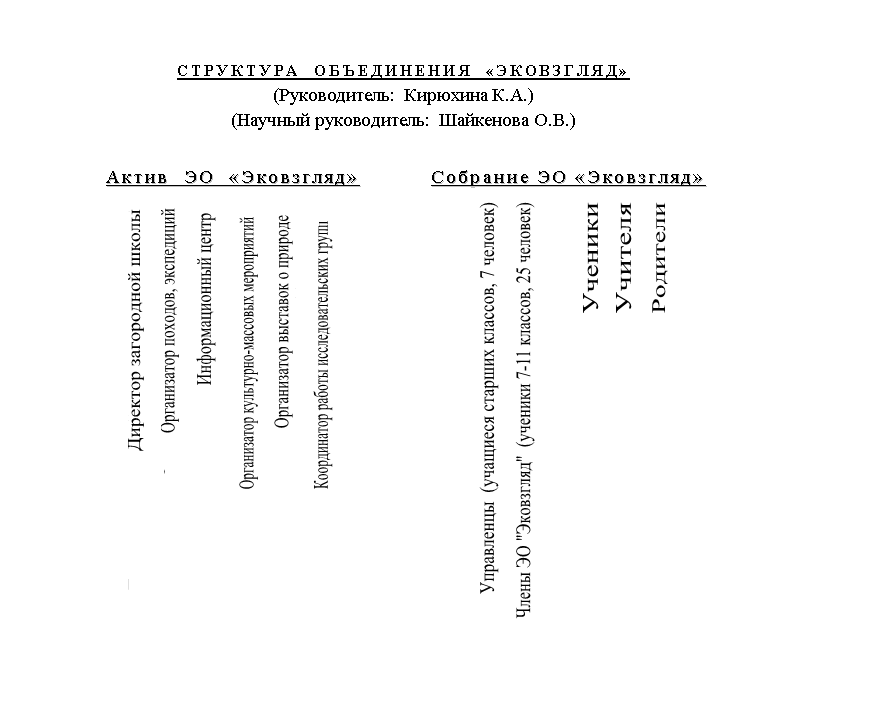 СТРУКТУРА ОБЪЕДИНЕНИЯ «ЭКОВЗГЛЯД»
(Руководитель: Кирюхина К.А.)
(Научный руководитель: Шайкенова О.В.)
Актив ЭО «Эковзгляд»
Директор загородной школы
Организатор походов, экспедиций
Информационный центр
Организатор культурно-массовых мероприятий
Организатор выставок о природе
Координатор работы исследовательских групп
Собрание ЭО «Эковзгляд»
Управленцы (учащиеся старших классов, 7 человек)
Члены ЭО "Эковзгляд" (ученики 7-11 классов, 25 человек)
Ученики
Учителя
Родители